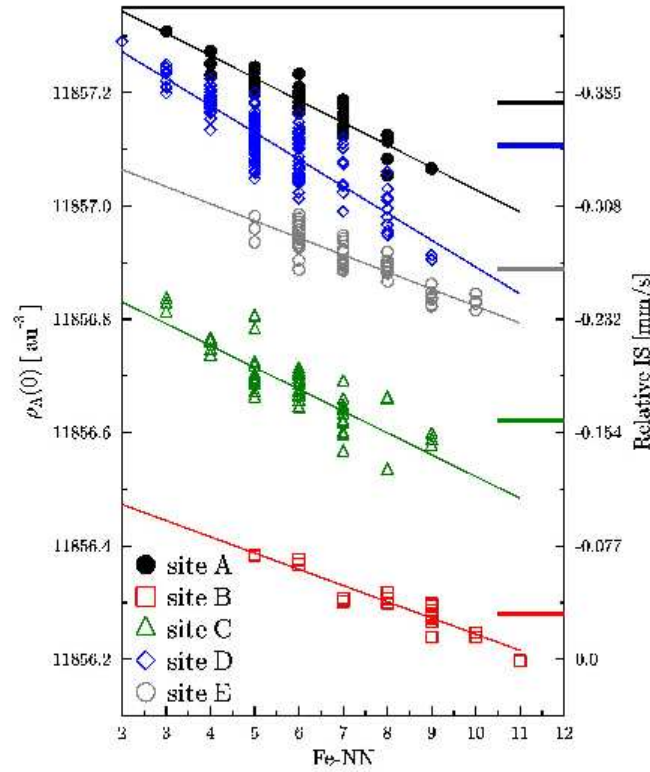 11857.2
11857.0
11856.8
11856.6
11856.4
11856.2
ρΔ(0) [ au⁻³ ]
-0.385
-0.308
-0.232
-0.154
-0.077
0.0
Relative IS [mm/s]
site A
site B
site C
site D
site E
2 3 4 5 6 7 8 9 10 11 12
Fe-NN